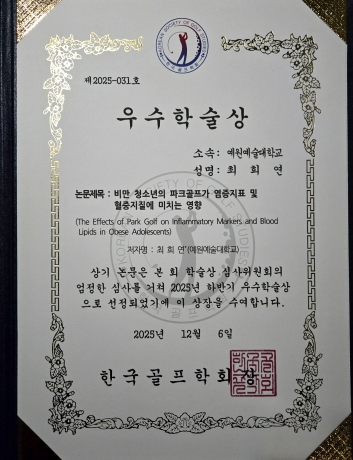 KOREAN SOCIETY OF GOLF STUDIES
제2025-031호
우수학술상
소속: 예원예술대학교
성명: 최 희 연
논문제목 : 비만 청소년의 파크골프가 염증지표 및
혈중지질에 미치는 영향
(The Effects of Park Golf on Inflammatory Markers and Blood
Lipids in Obese Adolescents)
저자명 : 최 희 연*(예원예술대학교)
상기 논문은 본 회 학술상 심사위원회의
엄정한 심사를 거쳐 2025년 하반기 우수학술상
으로 선정되었기에 이 상장을 수여합니다.
2025년 12월 6일
한국골프학회장